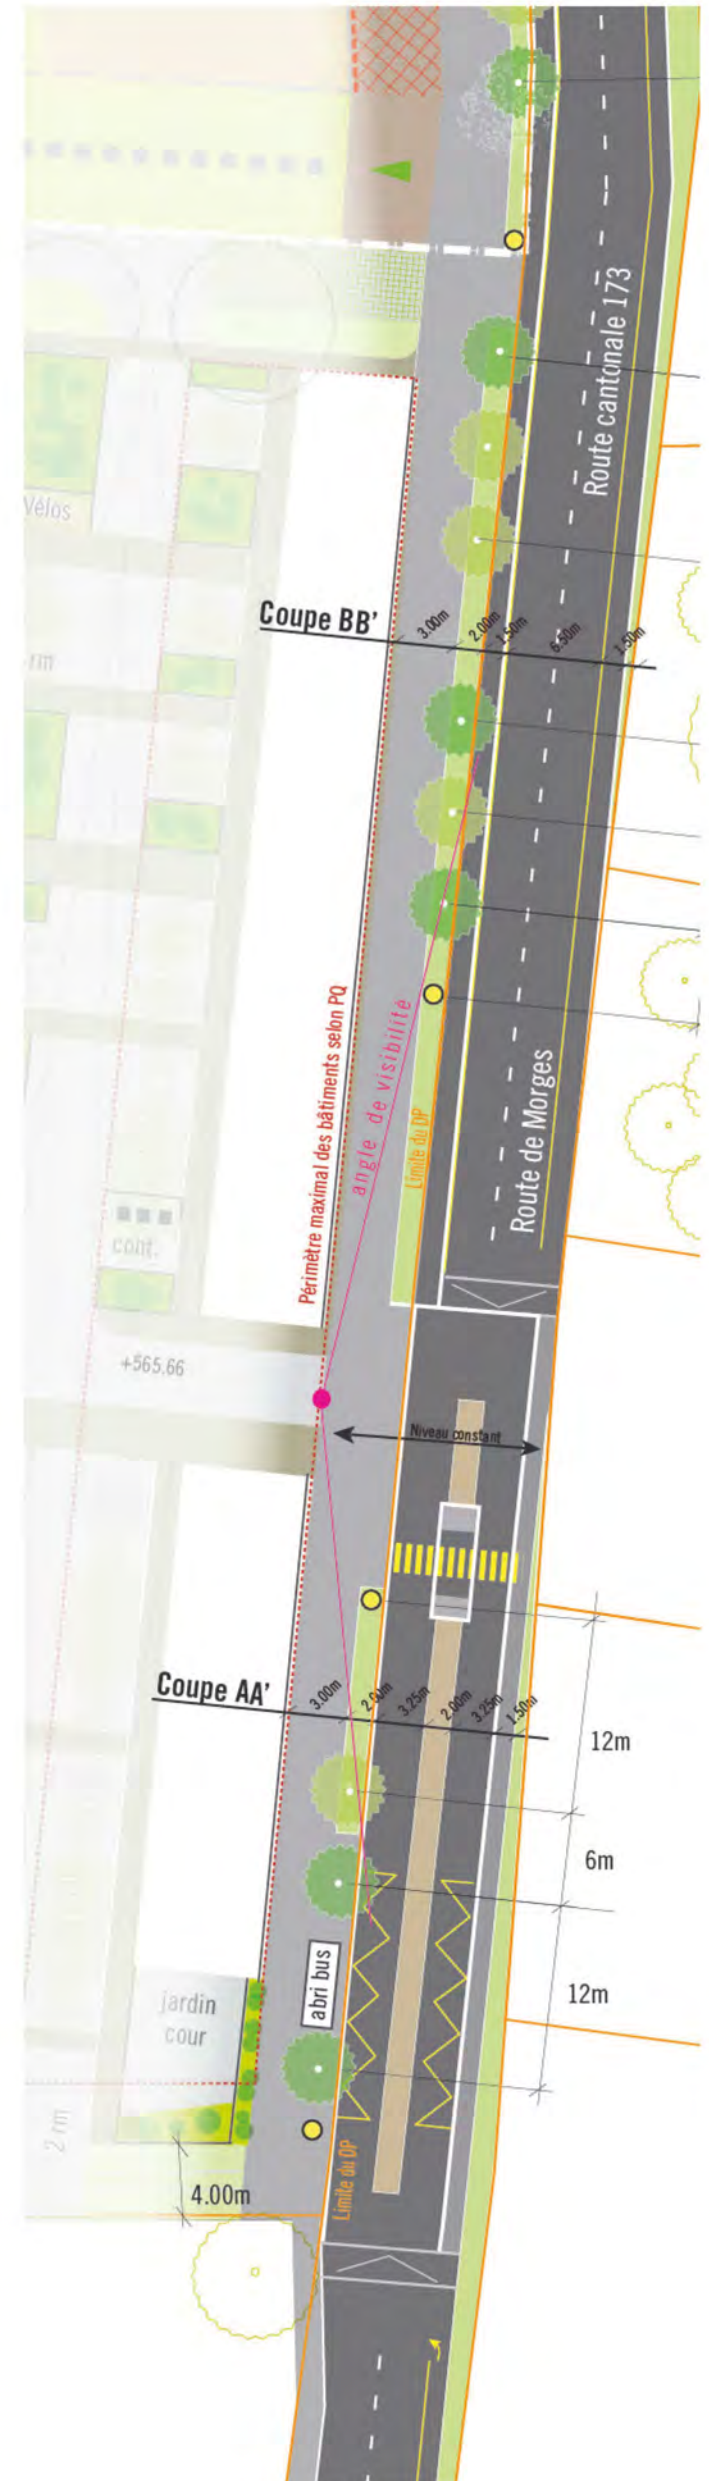 Route cantonale 173
Vélos
Coupe BB'
3.00m
2.00m
1.50m
6.50m
1.50m
rm
Périmètre maximal des bâtiments selon PQ
angle de visibilité
Limite du DP
Route de Morges
cont.
+565.66
Niveau constant
Coupe AA'
3.00m
2.00m
3.25m
2.00m
3.25m
1.50m
12m
6m
12m
abri bus
jardin
cour
2 rm
4.00m
Limite du DP